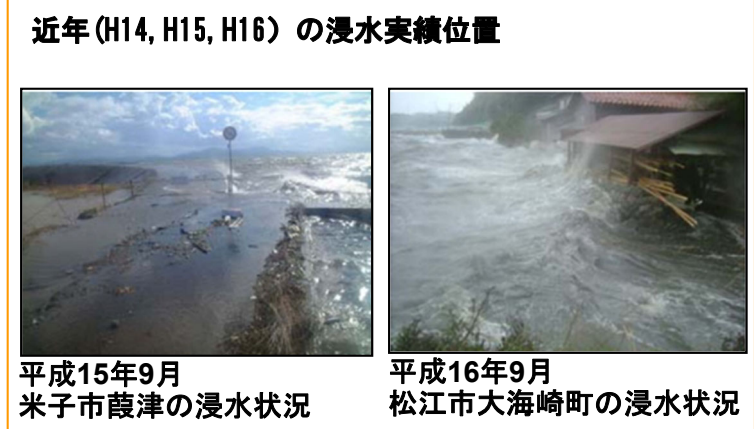 近年(H14,H15,H16）の浸水実績位置
平成15年9月
米子市葭津の浸水状況
平成16年9月
松江市大海崎町の浸水状況